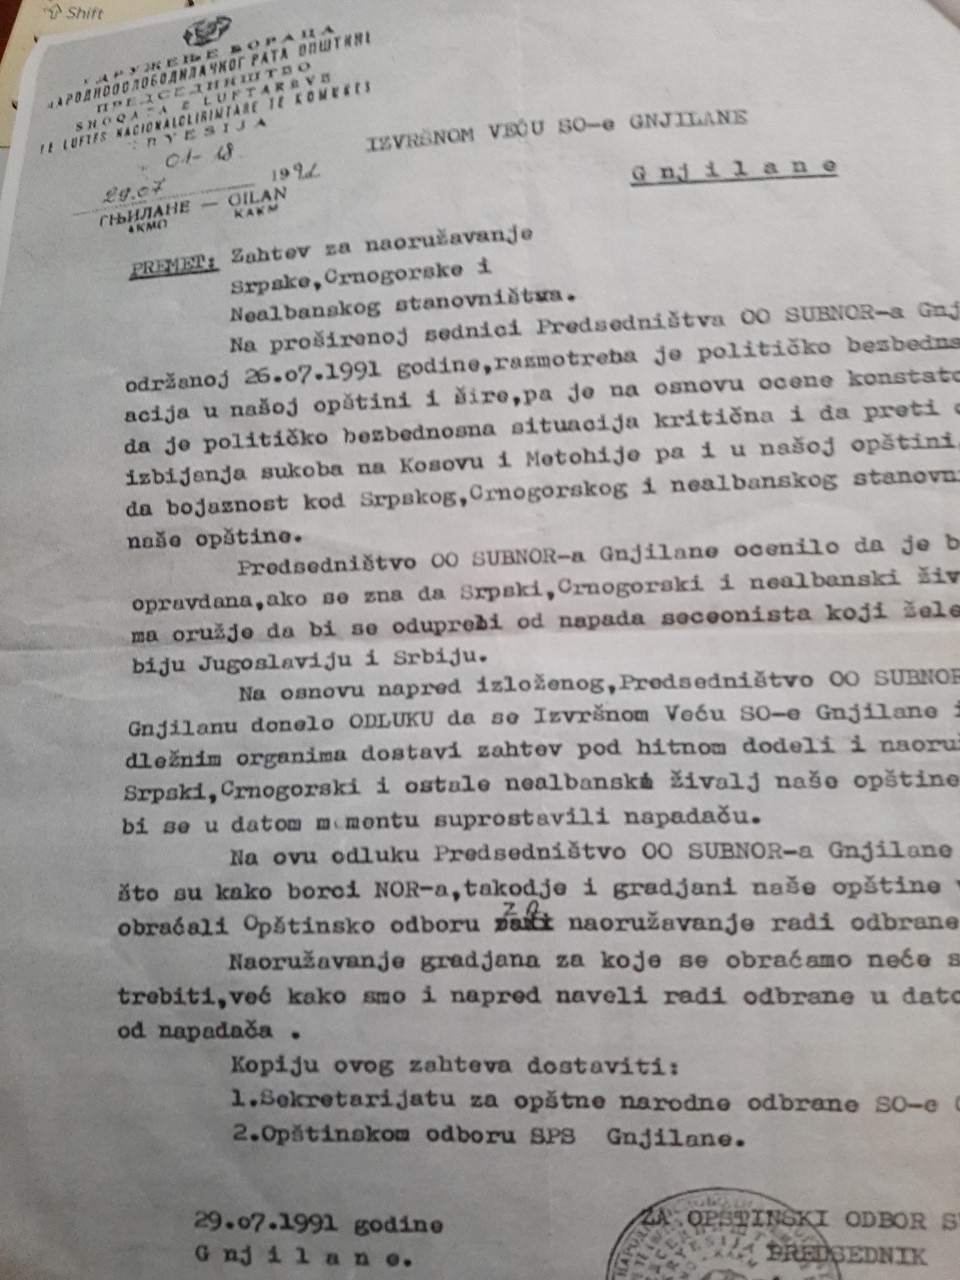 Shift
УДРУЖЕЊЕ БОРАЦА
НАРОДНООСЛОБОДИЛАЧКОГ РАТА ОПШТИНЕ
ПРЕДСЕДНИШТВО
SHOQATA E LUFTARËVE
TË LUFTËS NACIONALÇLIRIMTARE TË KOMUNËS
KRYESIJA
01- 18
29.07 1991
ГЊИЛАНЕ — GILAN
IZVRŠNOM VEĆU SO-e GNJILANE
G nj i l a n e
PREMET: Zahtev za naoružavanje
Srpske,Crnogorske i
Nealbanskog stanovništva.
Na proširenoj sednici Predsedništva OO SUBNOR-a Gnj
održanoj 26.o7.1991 godine,razmotreba je političko bezbedns
acija u našoj opštini i šire,pa je na osnovu ocene konstato
da je političko bezbednosna situacija kritična i da preti o
izbijanja sukoba na Kosovu i Metohije pa i u našoj opštini,
da bojaznost kod Srpskog,Crnogorskog i nealbanskog stanovni
naše opštine.
Predsedništvo OO SUBNOR-a Gnjilane ocenilo da je b
opravdana,ako se zna da Srpski,Crnogorski i nealbanski živ
ma oružje da bi se oduprebi od napada seceonista koji žele
biju Jugoslaviju i Srbiju.
Na osnovu napred izloženog,Predsedništvo OO SUBNOR
Gnjilanu donelo ODLUKU da se Izvršnom Veću SO-e Gnjilane i
dležnim organima dostavi zahtev pod hitnom dodeli i naoruž
Srpski,Crnogorski i ostale nealbanski živalj naše opštine
bi se u datom momentu suprostavili napadaču.
Na ovu odluku Predsedništvo OO SUBNOR-a Gnjilane
što su kako borci NOR-a,takodje i gradjani naše opštine v
obraćali Opštinsko odboru za naoružavanje radi odbrane
Naoružavanje gradjana za koje se obraćamo neće s
trebiti,već kako smo i napred naveli radi odbrane u dato
od napadača .
Kopiju ovog zahteva dostaviti:
1.Sekretarijatu za opštne narodne odbrane SO-e G
2.Opštinskom odboru SPS Gnjilane.
29.o7.1991 godine
G nj i l a n e.
ZA OPŠTINSKI ODBOR S
PREDSEDNIK